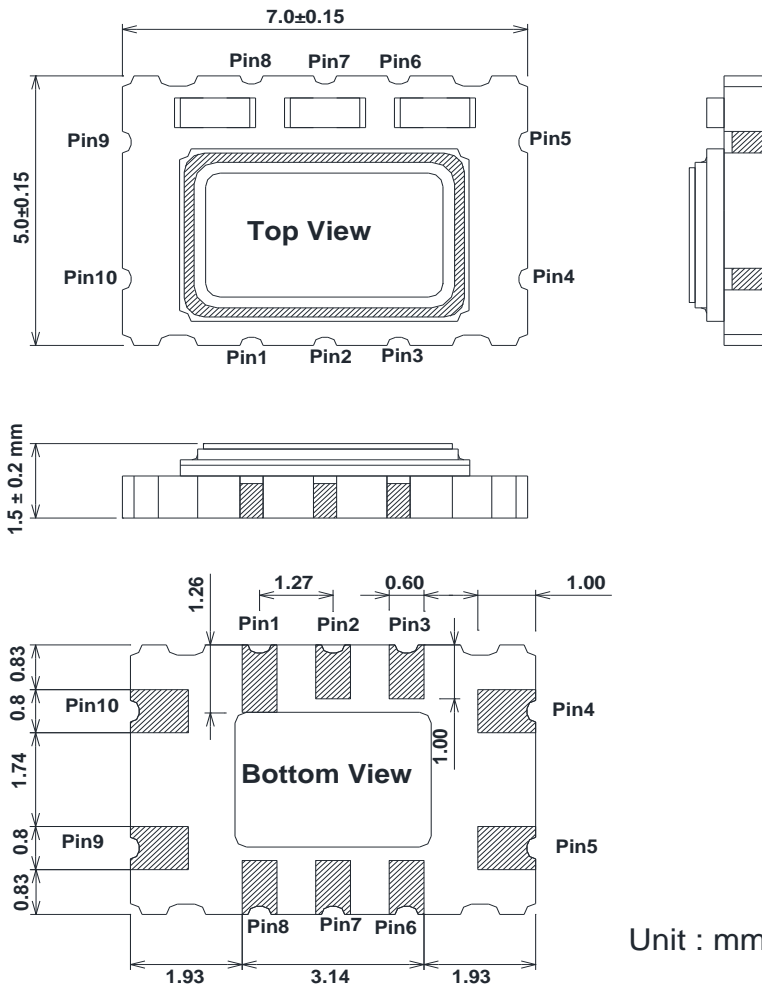 7.0±0.15
Pin8 Pin7 Pin6
Pin9 Pin5
5.0±0.15
Top View
Pin10 Pin4
Pin1 Pin2 Pin3
1.5 ± 0.2 mm
1.26 1.27 0.60 1.00
Pin1 Pin2 Pin3
0.83
0.8 Pin10 Pin4
1.00
1.74 Bottom View
0.8 Pin9 Pin5
0.83
Pin8 Pin7 Pin6
Unit : mm
1.93 3.14 1.93